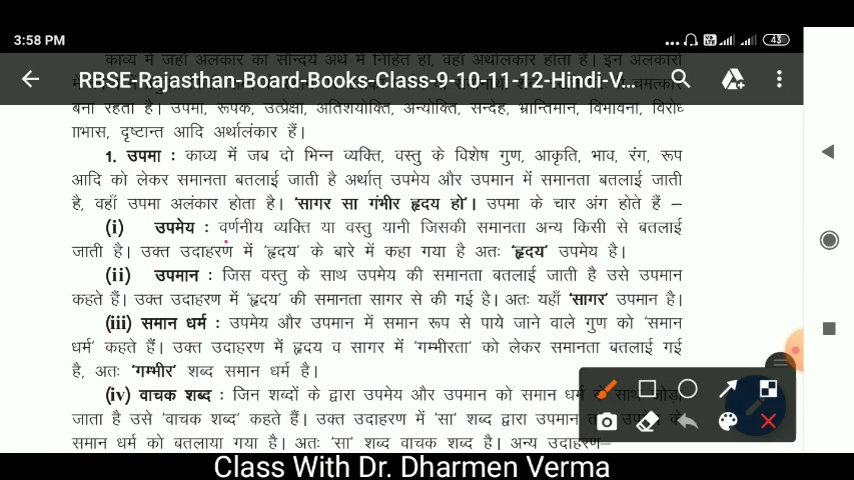 3:58 PM
43
काव्य में जहाँ अलंकार का सौन्दर्य अर्थ में निहित हो, वहाँ अर्थालंकार होता है। इन अलंकारों
RBSE-Rajasthan-Board-Books-Class-9-10-11-12-Hindi-V...
चमत्कार
बना रहता है। उपमा, रूपक, उत्प्रेक्षा, अतिशयोक्ति, अन्योक्ति, सन्देह, भ्रान्तिमान, विभावना, विरोध
ाभास, दृष्टान्त आदि अर्थालंकार हैं।
1. उपमा : काव्य में जब दो भिन्न व्यक्ति, वस्तु के विशेष गुण, आकृति, भाव, रंग, रूप
आदि को लेकर समानता बतलाई जाती है अर्थात् उपमेय और उपमान में समानता बतलाई जाती
है, वहाँ उपमा अलंकार होता है। 'सागर सा गंभीर हृदय हो'। उपमा के चार अंग होते हैं –
(i) उपमेय : वर्णनीय व्यक्ति या वस्तु यानी जिसकी समानता अन्य किसी से बतलाई
जाती है। उक्त उदाहरण में 'हृदय' के बारे में कहा गया है अतः 'हृदय' उपमेय है।
(ii) उपमान : जिस वस्तु के साथ उपमेय की समानता बतलाई जाती है उसे उपमान
कहते हैं। उक्त उदाहरण में 'हृदय' की समानता सागर से की गई है। अतः यहाँ 'सागर' उपमान है।
(iii) समान धर्म : उपमेय और उपमान में समान रूप से पाये जाने वाले गुण को 'समान
धर्म' कहते हैं। उक्त उदाहरण में हृदय व सागर में 'गम्भीरता' को लेकर समानता बतलाई गई
है, अतः 'गम्भीर' शब्द समान धर्म है।
(iv) वाचक शब्द : जिन शब्दों के द्वारा उपमेय और उपमान को समान धर्म के साथ जोड़ा
जाता है उसे 'वाचक शब्द' कहते हैं। उक्त उदाहरण में 'सा' शब्द द्वारा उपमान के
समान धर्म को बतलाया गया है। अतः 'सा' शब्द वाचक शब्द है। अन्य उदाहरण–
Class With Dr. Dharmen Verma